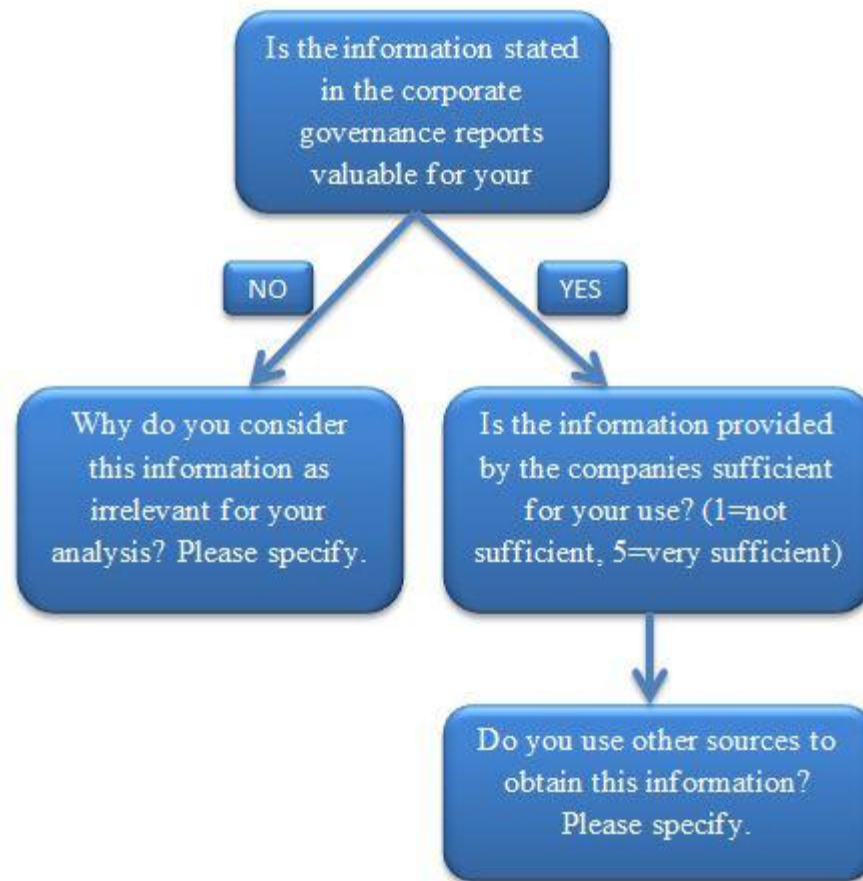 Is the information stated
in the corporate
governance reports
valuable for your
NO
YES
Why do you consider
this information as
irrelevant for your
analysis? Please specify.
Is the information provided
by the companies sufficient
for your use? (1=not
sufficient, 5=very sufficient)
Do you use other sources to
obtain this information?
Please specify.